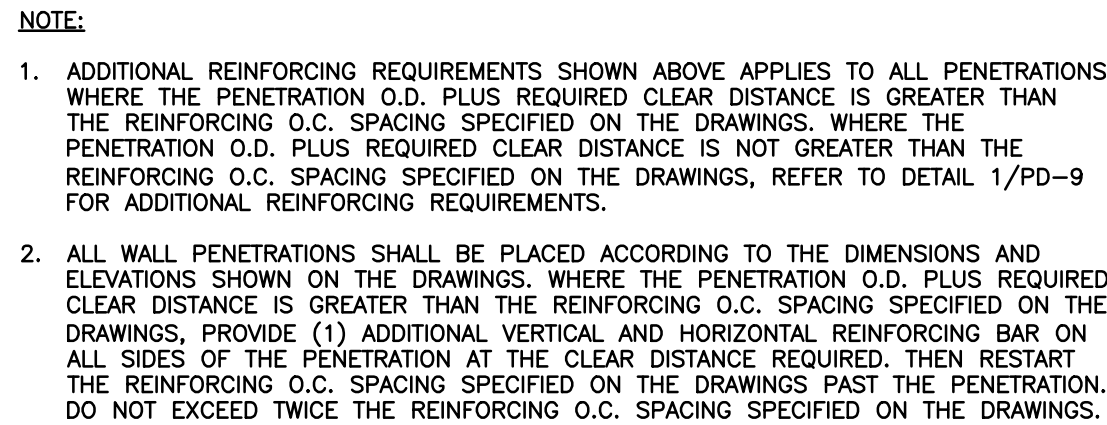 NOTE:
1. ADDITIONAL REINFORCING REQUIREMENTS SHOWN ABOVE APPLIES TO ALL PENETRATIONS
WHERE THE PENETRATION O.D. PLUS REQUIRED CLEAR DISTANCE IS GREATER THAN
THE REINFORCING O.C. SPACING SPECIFIED ON THE DRAWINGS. WHERE THE
PENETRATION O.D. PLUS REQUIRED CLEAR DISTANCE IS NOT GREATER THAN THE
REINFORCING O.C. SPACING SPECIFIED ON THE DRAWINGS, REFER TO DETAIL 1/PD-9
FOR ADDITIONAL REINFORCING REQUIREMENTS.
2. ALL WALL PENETRATIONS SHALL BE PLACED ACCORDING TO THE DIMENSIONS AND
ELEVATIONS SHOWN ON THE DRAWINGS. WHERE THE PENETRATION O.D. PLUS REQUIRED
CLEAR DISTANCE IS GREATER THAN THE REINFORCING O.C. SPACING SPECIFIED ON THE
DRAWINGS, PROVIDE (1) ADDITIONAL VERTICAL AND HORIZONTAL REINFORCING BAR ON
ALL SIDES OF THE PENETRATION AT THE CLEAR DISTANCE REQUIRED. THEN RESTART
THE REINFORCING O.C. SPACING SPECIFIED ON THE DRAWINGS PAST THE PENETRATION.
DO NOT EXCEED TWICE THE REINFORCING O.C. SPACING SPECIFIED ON THE DRAWINGS.